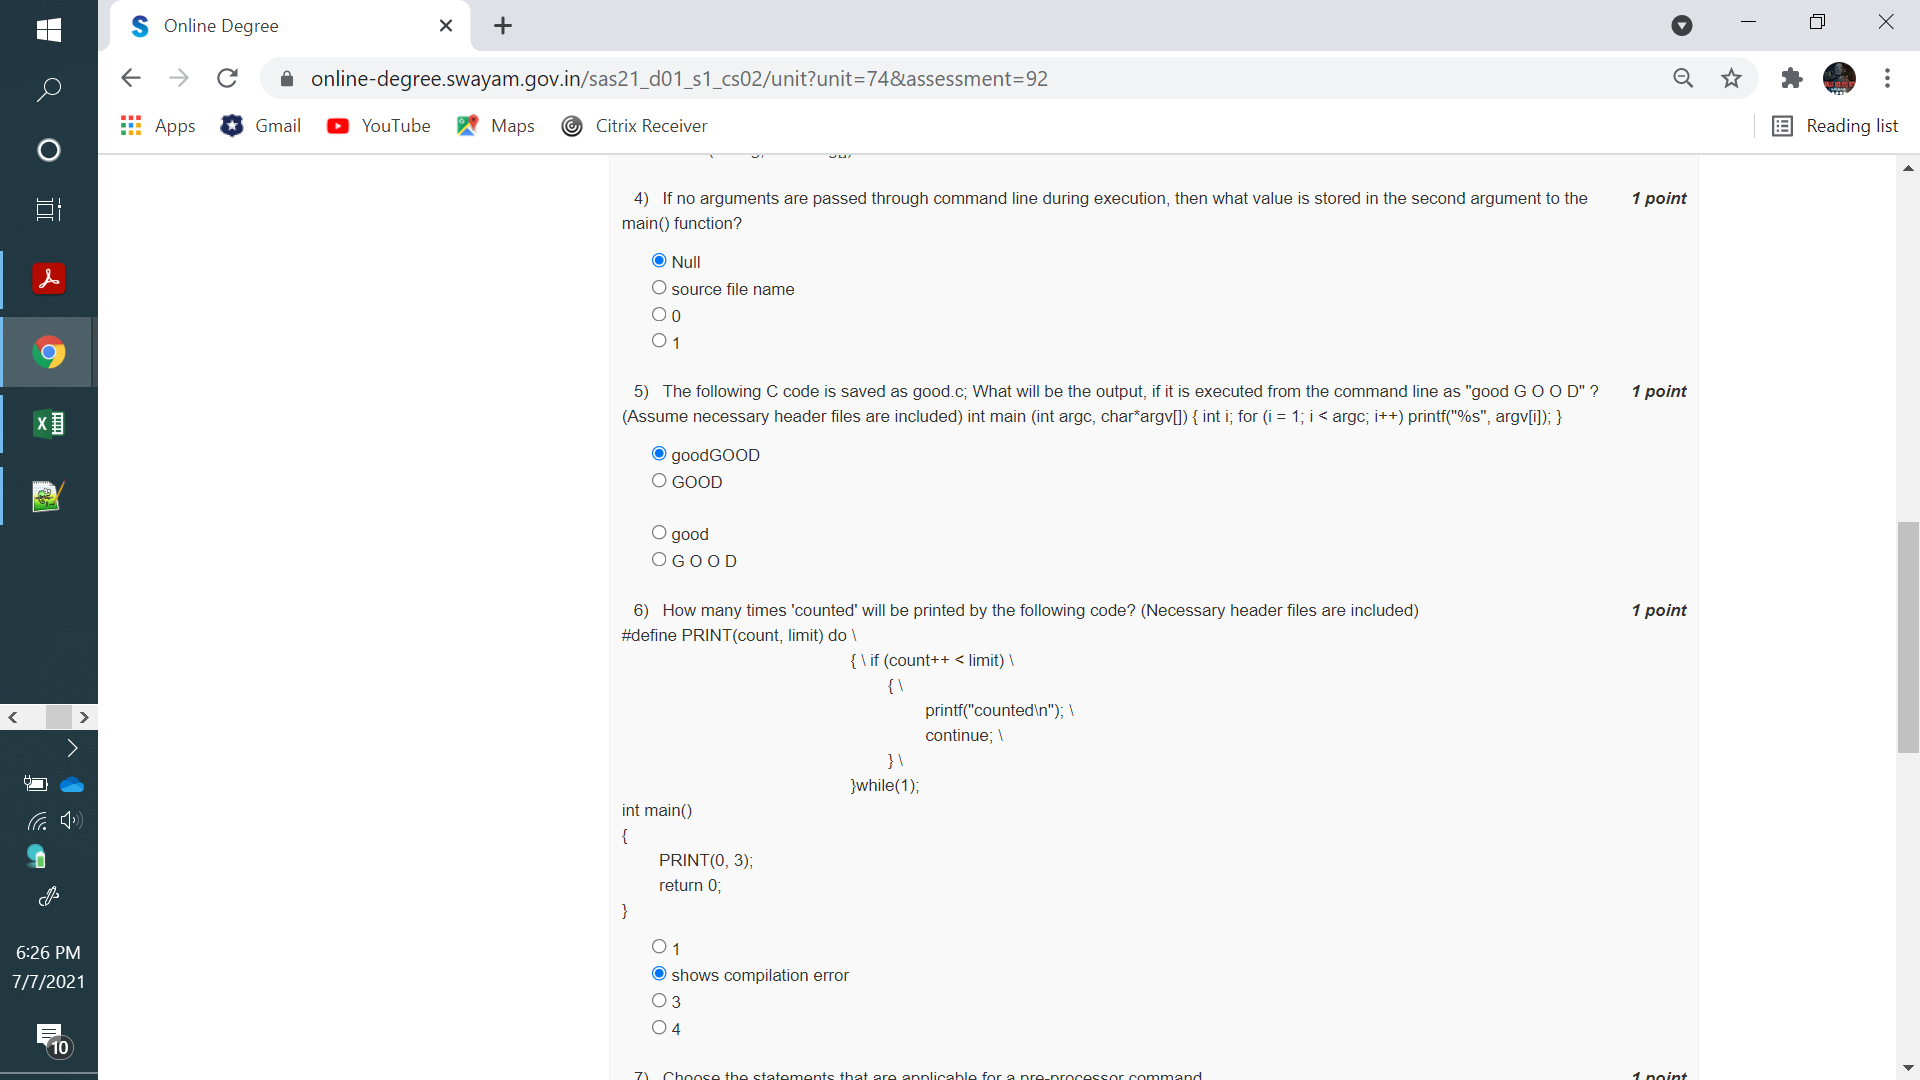 Online Degree
online-degree.swayam.gov.in/sas21_d01_s1_cs02/unit?unit=74&assessment=92
Apps Gmail YouTube Maps Citrix Receiver Reading list
4) If no arguments are passed through command line during execution, then what value is stored in the second argument to the 1 point
main() function?
Null
source file name
0
1
5) The following C code is saved as good.c; What will be the output, if it is executed from the command line as "good G O O D" ? 1 point
(Assume necessary header files are included) int main (int argc, char*argv[]) { int i; for (i = 1; i < argc; i++) printf("%s", argv[i]); }
goodGOOD
GOOD
good
G O O D
6) How many times 'counted' will be printed by the following code? (Necessary header files are included) 1 point
#define PRINT(count, limit) do \
{ \ if (count++ < limit) \
{ \
printf("counted\n"); \
continue; \
} \
}while(1);
int main()
{
PRINT(0, 3);
return 0;
}
1
shows compilation error
3
4
7) Choose the statements that are applicable for a pre-processor command 1 point
6:26 PM
7/7/2021
10